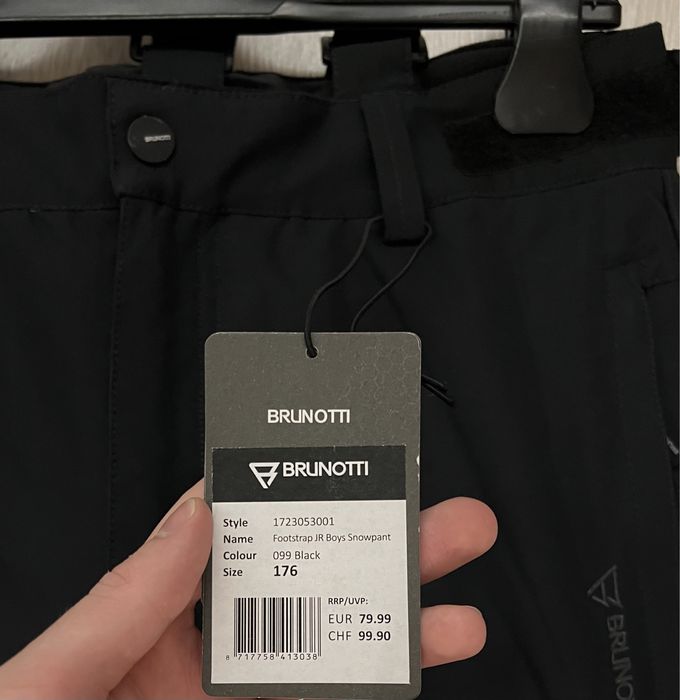 BRUNOTTI
BRUNOTTI
BRUNOTTI
Style 1723053001
Name Footstrap JR Boys Snowpant
Colour 099 Black
Size 176
RRP/UVP:
EUR 79.99
CHF 99.90
8 717758 413038
BRUNO